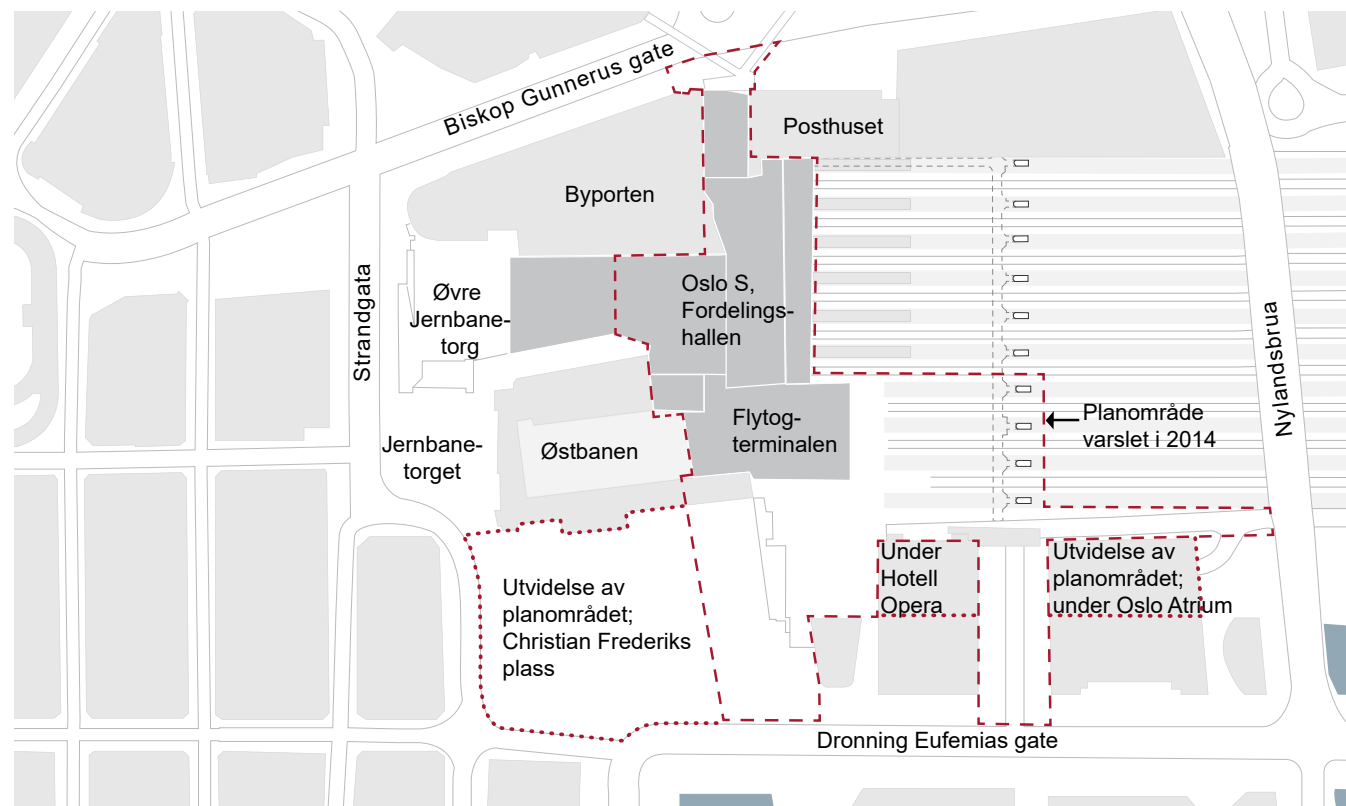 Biskop Gunnerus gate
Posthuset
Byporten
Strandgata
Øvre
Jernbane-
torg
Oslo S,
Fordelings-
hallen
Nylandsbrua
Flytog-
terminalen
Planområde
varslet i 2014
Jernbane-
torget
Østbanen
Under
Hotell
Opera
Utvidelse av
planområdet;
under Oslo Atrium
Utvidelse av
planområdet;
Christian Frederiks
plass
Dronning Eufemias gate